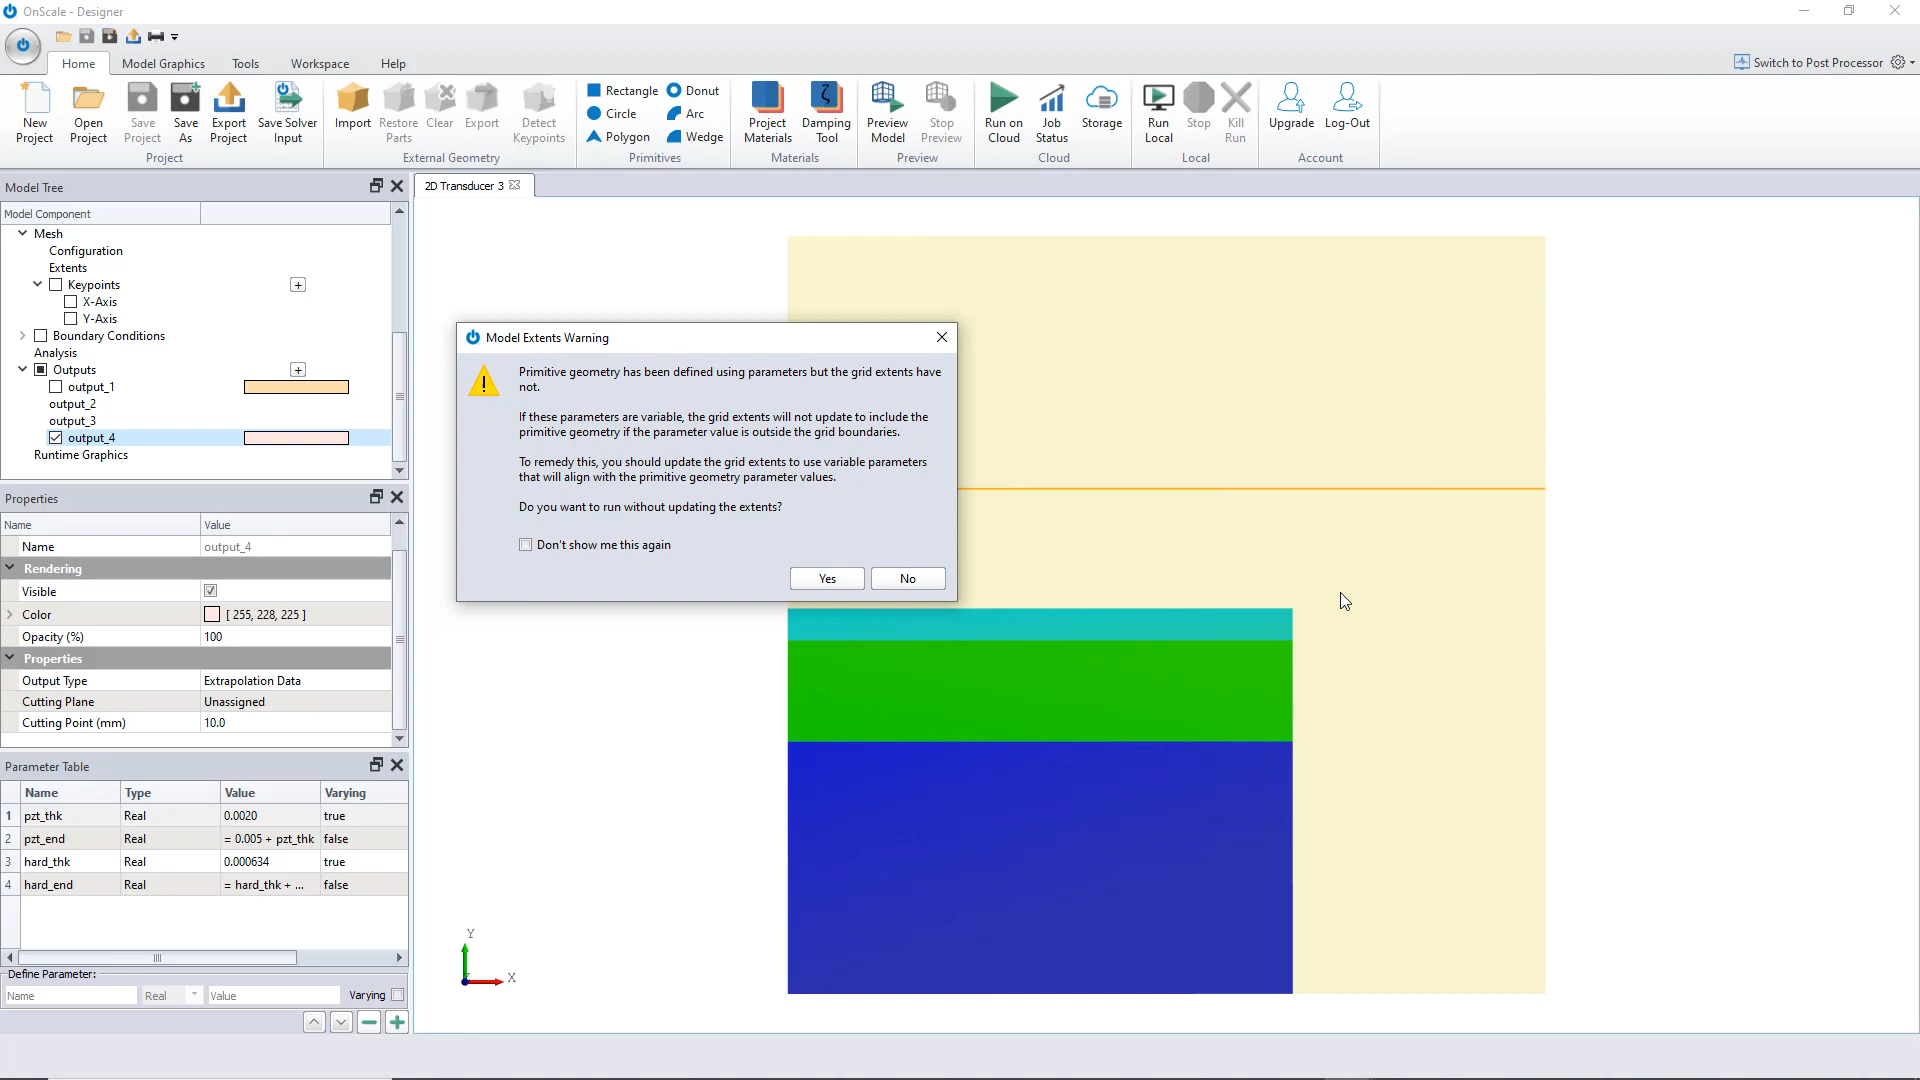 OnScale - Designer
Home Model Graphics Tools Workspace Help
Switch to Post Processor
New Project
Open Project
Save Project
Save As
Export Project
Save Solver Input
Project
Import
Restore Parts
Clear
Export
Detect Keypoints
External Geometry
Rectangle Donut
Circle Arc
Polygon Wedge
Primitives
Project Materials
Damping Tool
Materials
Preview Model
Stop Preview
Preview
Run on Cloud
Job Status
Storage
Cloud
Run Local
Stop
Kill Run
Local
Upgrade
Log-Out
Account
Model Tree
Model Component
Mesh
Configuration
Extents
Keypoints
X-Axis
Y-Axis
Boundary Conditions
Analysis
Outputs
output_1
output_2
output_3
output_4
Runtime Graphics
Properties
Name Value
Name output_4
Rendering
Visible
Color [ 255, 228, 225 ]
Opacity (%) 100
Properties
Output Type Extrapolation Data
Cutting Plane Unassigned
Cutting Point (mm) 10.0
Parameter Table
Name Type Value Varying
1 pzt_thk Real 0.0020 true
2 pzt_end Real = 0.005 + pzt_thk false
3 hard_thk Real 0.000634 true
4 hard_end Real = hard_thk + ... false
Define Parameter:
Name Real Value Varying
2D Transducer 3
Model Extents Warning
Primitive geometry has been defined using parameters but the grid extents have
not.
If these parameters are variable, the grid extents will not update to include the
primitive geometry if the parameter value is outside the grid boundaries.
To remedy this, you should update the grid extents to use variable parameters
that will align with the primitive geometry parameter values.
Do you want to run without updating the extents?
Don't show me this again
Yes No
Y
X